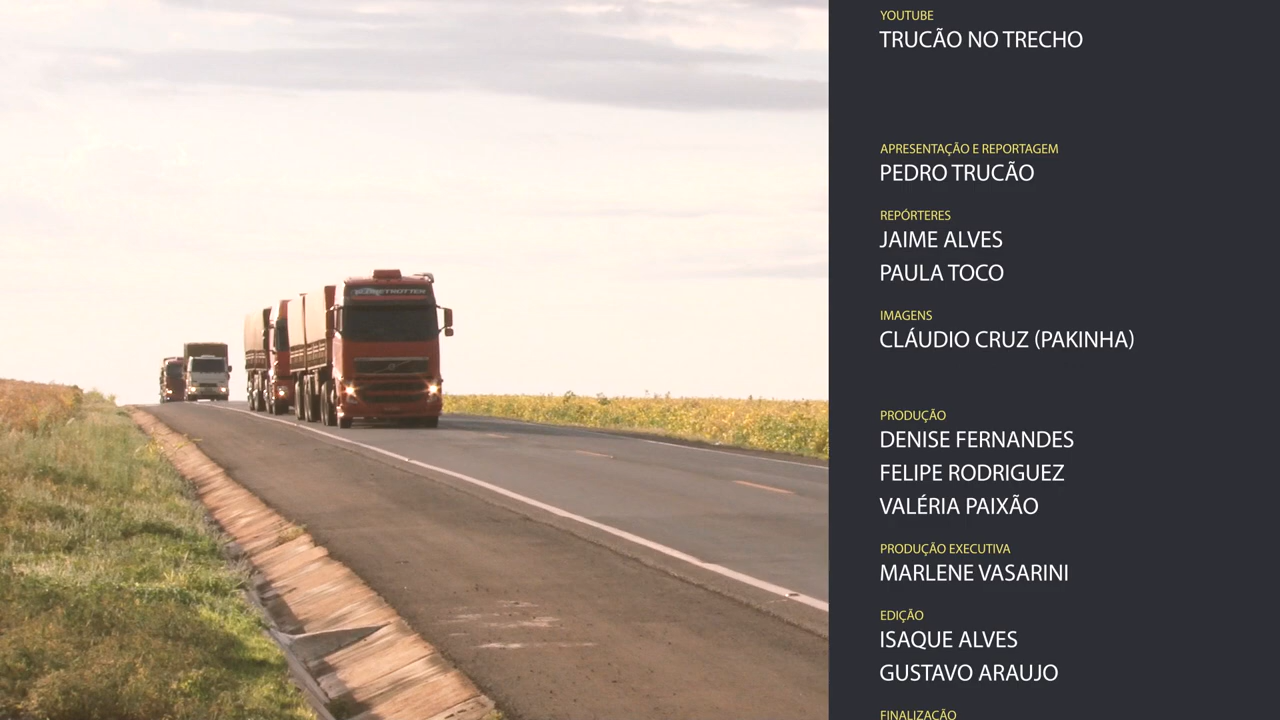 YOUTUBE
TRUCÃO NO TRECHO
APRESENTAÇÃO E REPORTAGEM
PEDRO TRUCÃO
REPÓRTERES
JAIME ALVES
PAULA TOCO
IMAGENS
CLÁUDIO CRUZ (PAKINHA)
PRODUÇÃO
DENISE FERNANDES
FELIPE RODRIGUEZ
VALÉRIA PAIXÃO
PRODUÇÃO EXECUTIVA
MARLENE VASARINI
EDIÇÃO
ISAQUE ALVES
GUSTAVO ARAUJO
FINALIZAÇÃO